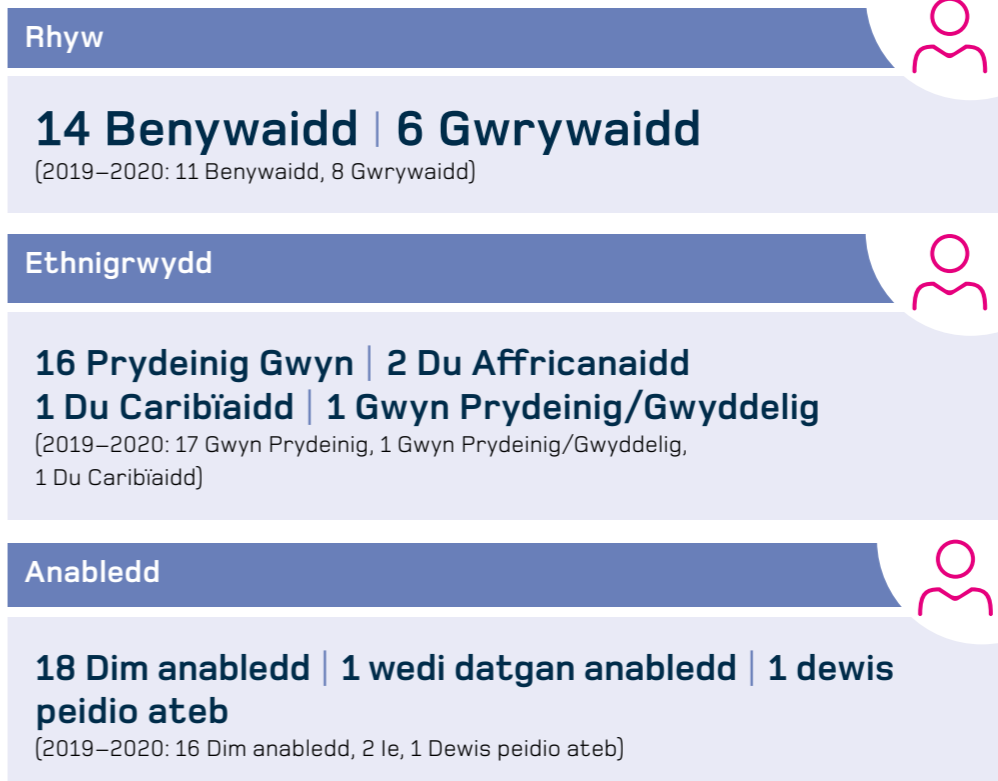 Rhyw
14 Benywaidd | 6 Gwrywaidd
(2019–2020: 11 Benywaidd, 8 Gwrywaidd)
Ethnigrwydd
16 Prydeinig Gwyn | 2 Du Affricanaidd
1 Du Caribïaidd | 1 Gwyn Prydeinig/Gwyddelig
(2019–2020: 17 Gwyn Prydeinig, 1 Gwyn Prydeinig/Gwyddelig,
1 Du Caribïaidd)
Anabledd
18 Dim anabledd | 1 wedi datgan anabledd | 1 dewis
peidio ateb
(2019–2020: 16 Dim anabledd, 2 Ie, 1 Dewis peidio ateb)